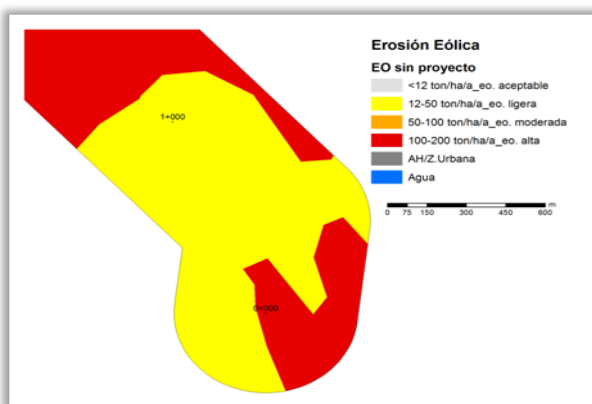 Erosión Eólica
EO sin proyecto
<12 ton/ha/a_eo. aceptable
12-50 ton/ha/a_eo. ligera
50-100 ton/ha/a_eo. moderada
100-200 ton/ha/a_eo. alta
AH/Z.Urbana
Agua
m
0 75 150 300 450 600
1+000
0+000